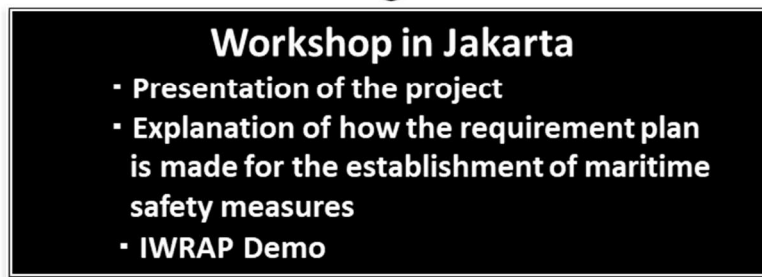 Workshop in Jakarta
・Presentation of the project
・Explanation of how the requirement plan
is made for the establishment of maritime
safety measures
・IWRAP Demo